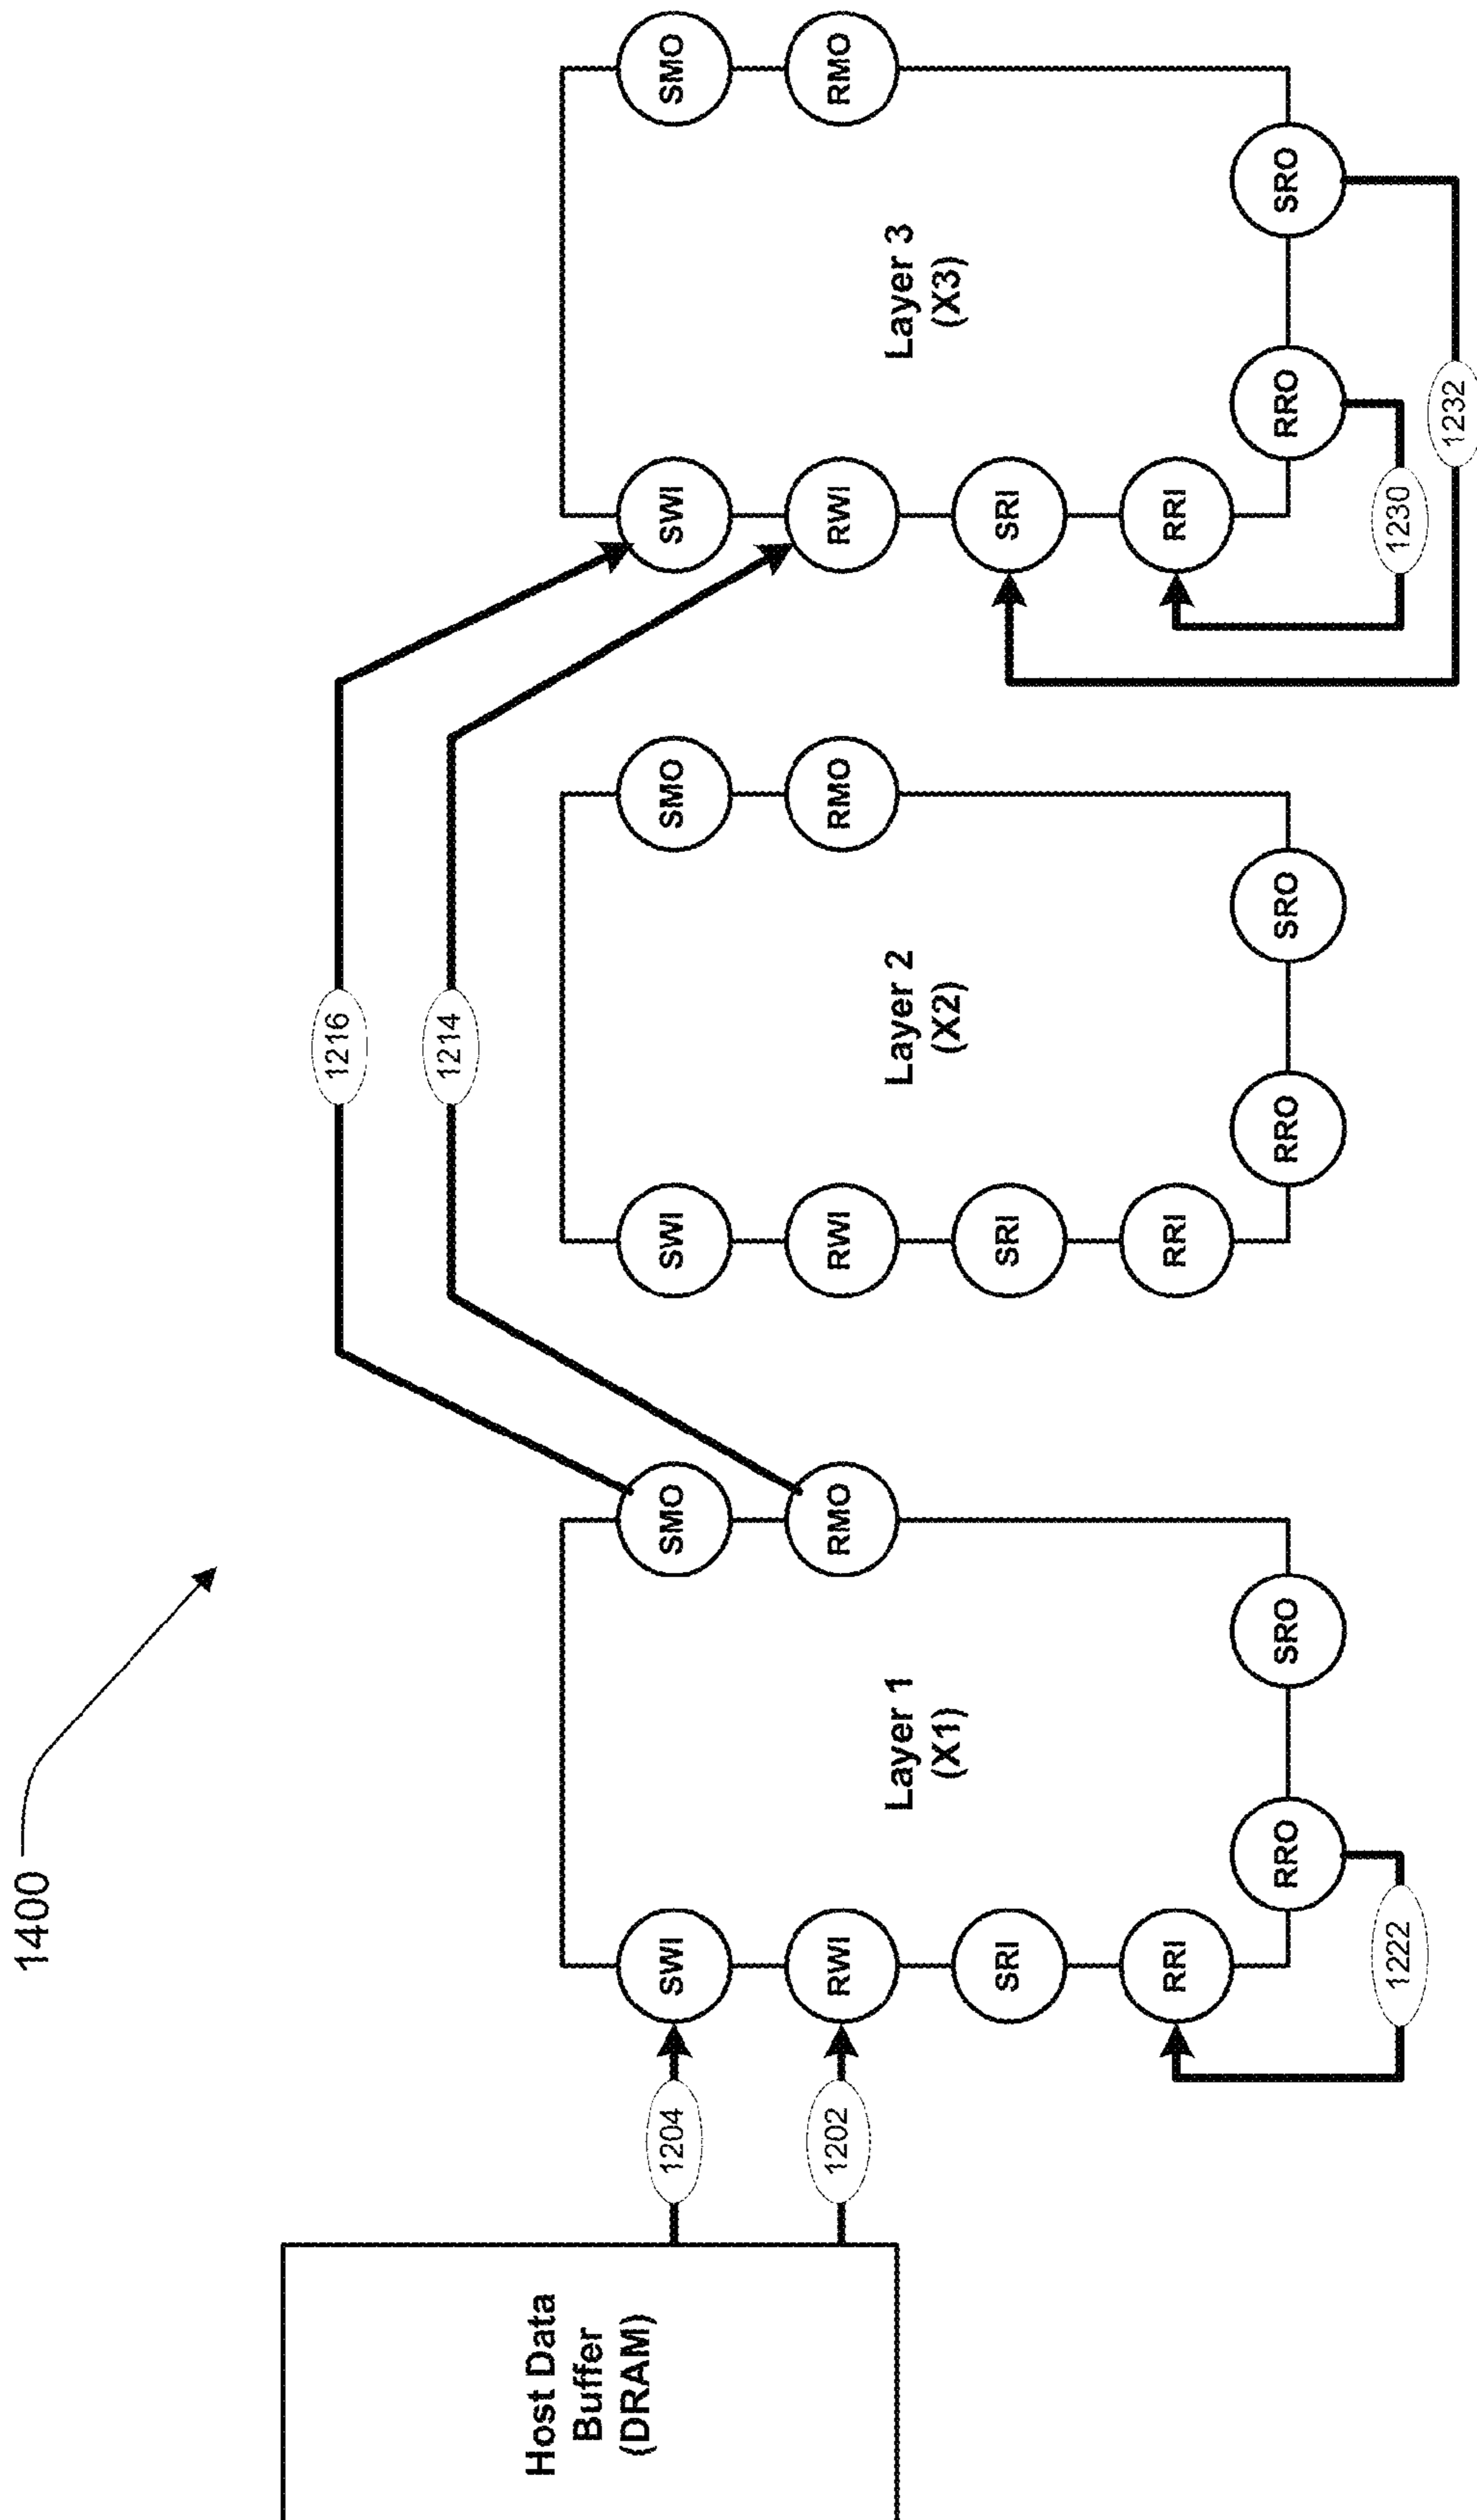 1400
Host Data
Buffer
(DRAM)
1204
1202
SWI
RWI
SRI
RRI
RRO
SRO
SMO
RMO
Layer 1
(X1)
1222
1216
1214
SWI
RWI
SRI
RRI
RRO
SRO
SMO
RMO
Layer 2
(X2)
SWI
RWI
SRI
RRI
RRO
SRO
SMO
RMO
Layer 3
(X3)
1230
1232